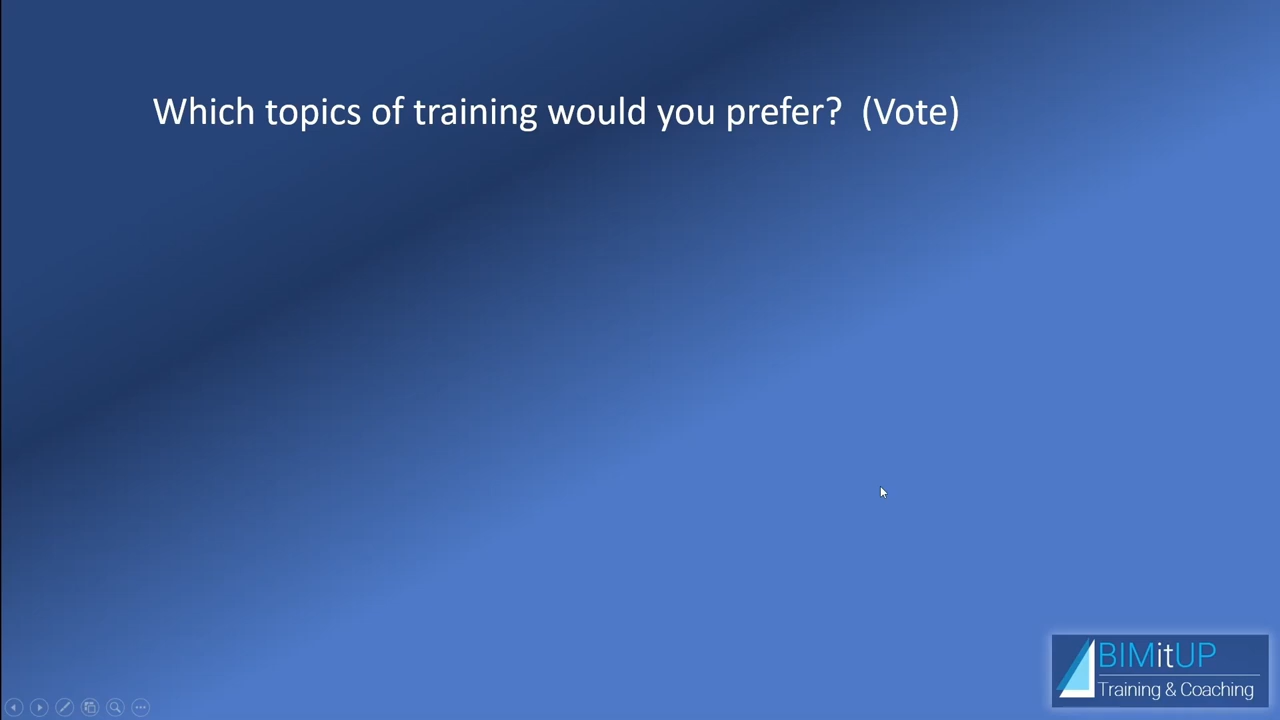 Which topics of training would you prefer? (Vote)
BIMitUP
Training & Coaching